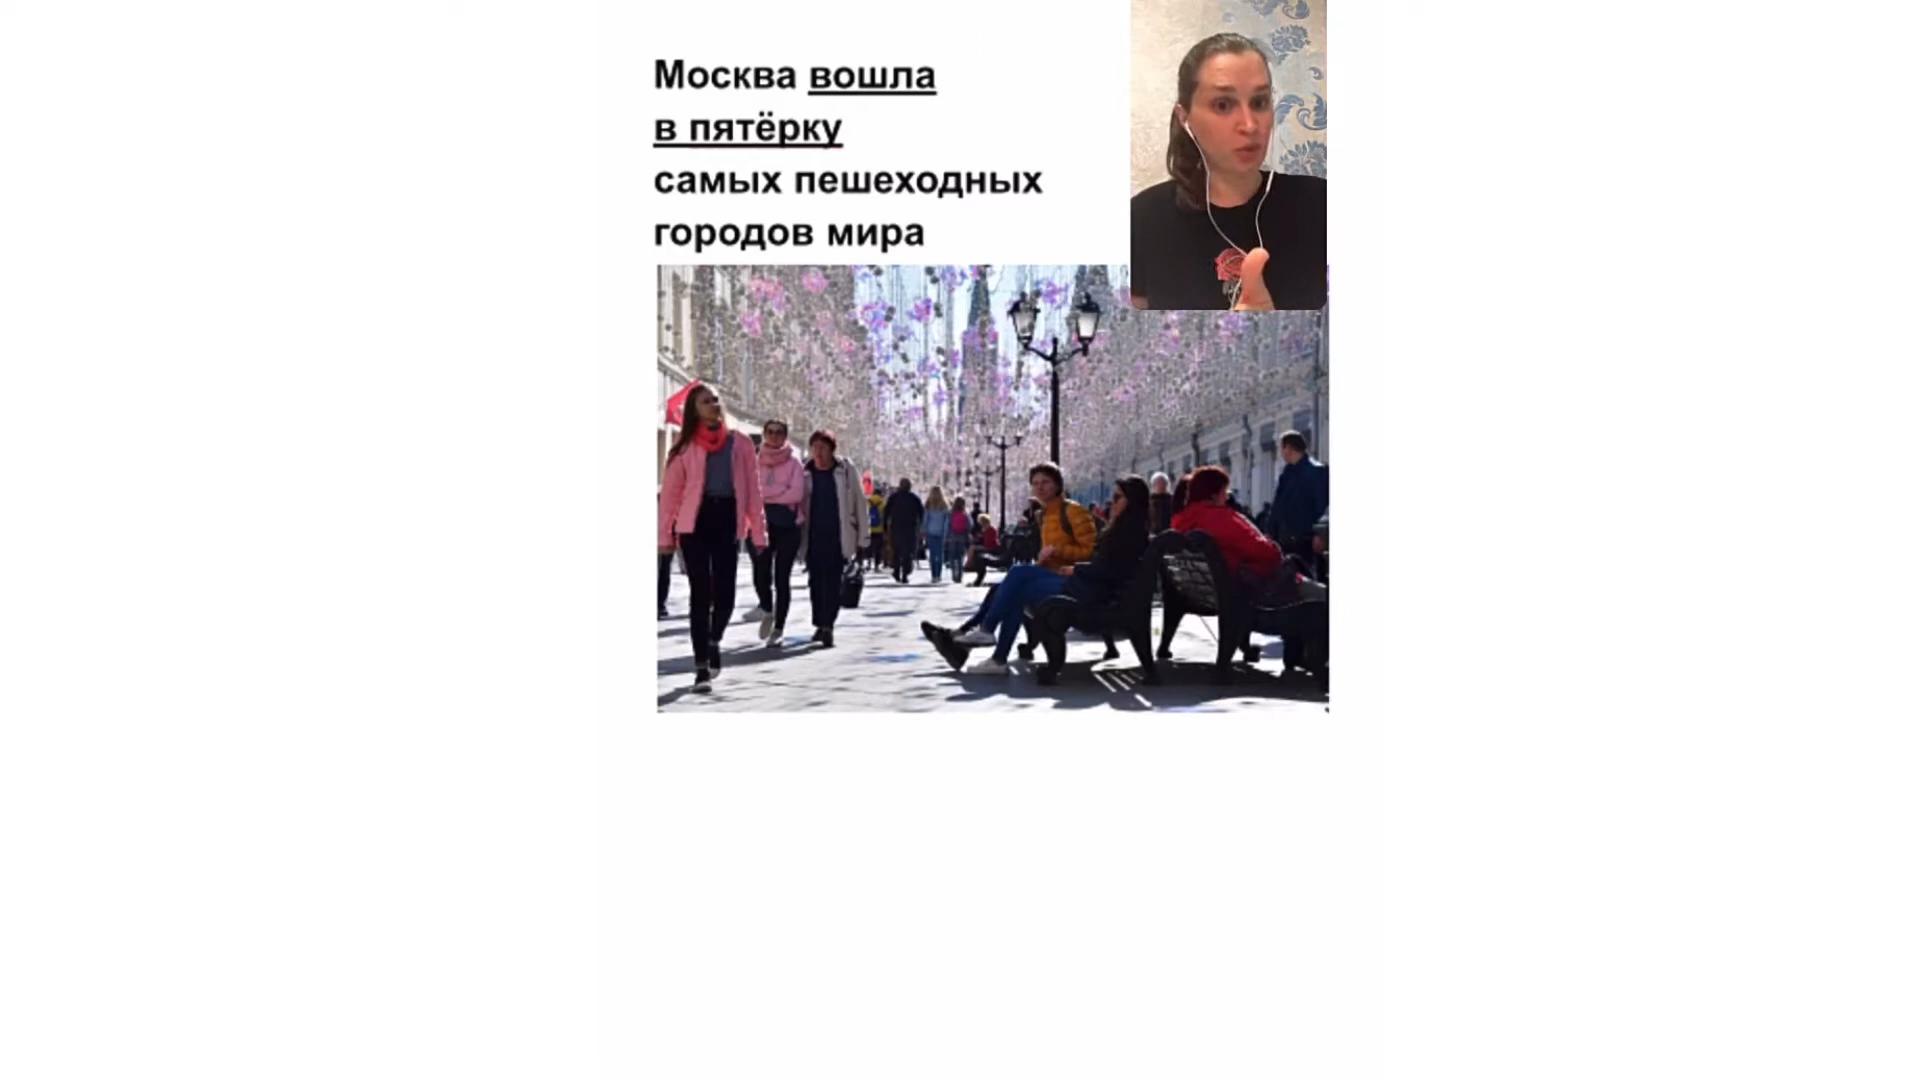 Москва вошла
в пятёрку
самых пешеходных
городов мира